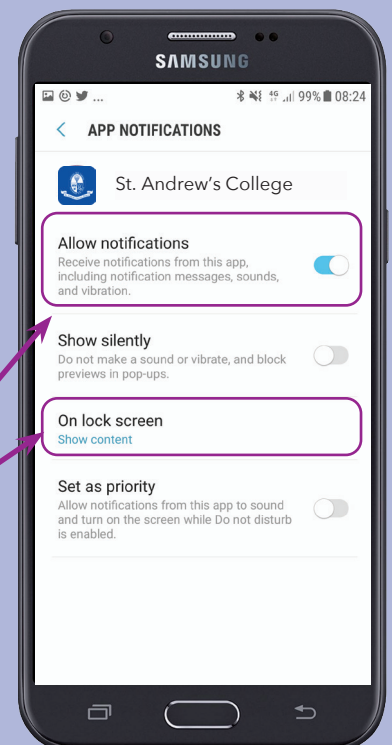 SAMSUNG
... 4G 99% 08:24
< APP NOTIFICATIONS
St. Andrew's College
Allow notifications
Receive notifications from this app,
including notification messages, sounds,
and vibration.
Show silently
Do not make a sound or vibrate, and block
previews in pop-ups.
On lock screen
Show content
Set as priority
Allow notifications from this app to sound
and turn on the screen while Do not disturb
is enabled.